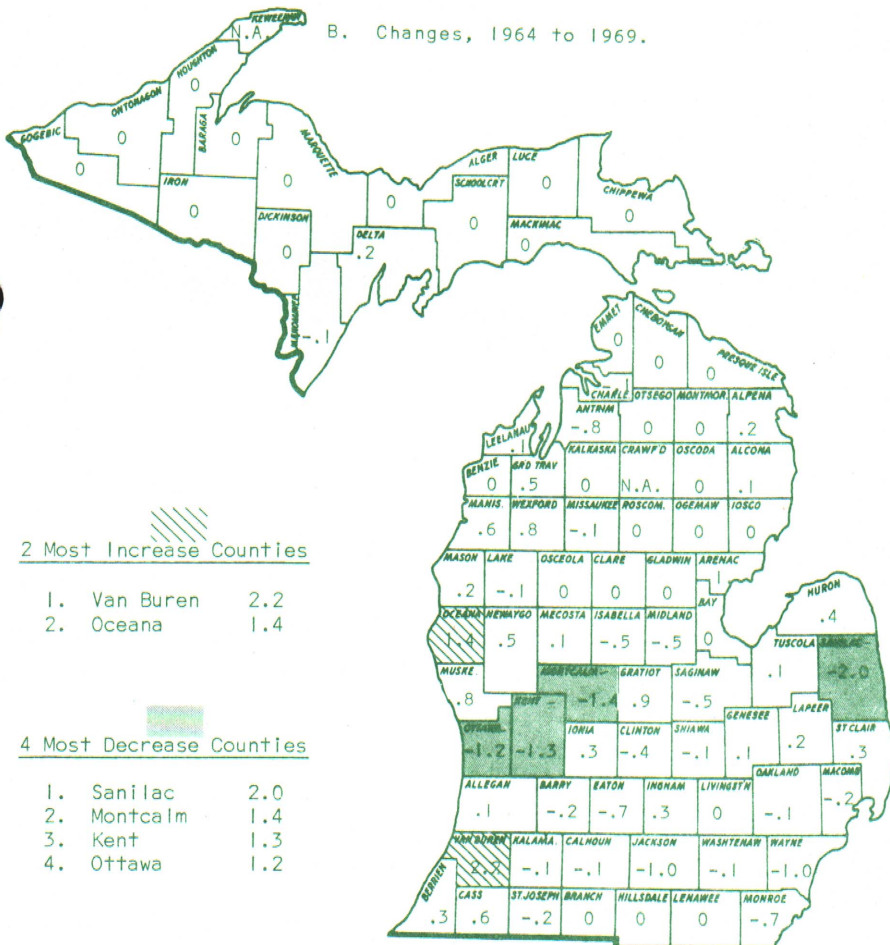 B. Changes, 1964 to 1969.
KEWEENAW
N.A.
HOUGHTON
0
ONTONAGON
0
GOGEBIC
0
BARAGA
0
IRON
0
MARQUETTE
0
DICKINSON
0
ALGER
0
LUCE
0
SCHOOLCRT
0
CHIPPEWA
0
MACKINAC
0
DELTA
.2
MENOMINEE
-.1
EMMET
0
CHEBOYGAN
0
PRESQUE ISLE
0
CHARLE
-.1
ANTRIM
-.8
OTSEGO
0
MONTMOR.
0
ALPENA
.2
LEELANAU
.1
BENZIE
0
GR'D TRAV
.5
KALKASKA
0
CRAWF'D
N.A.
OSCODA
0
ALCONA
.1
MANIS.
.6
WEXFORD
.8
MISSAUKEE
-.1
ROSCOM.
0
OGEMAW
0
IOSCO
0
2 Most Increase Counties
1. Van Buren 2.2
2. Oceana 1.4
MASON
.2
LAKE
-.1
OSCEOLA
0
CLARE
0
GLADWIN
0
ARENAC
.1
HURON
.4
OCEANA
1.4
NEWAYGO
.5
MECOSTA
.1
ISABELLA
-.5
MIDLAND
-.5
BAY
0
TUSCOLA
.1
SANILAC
-2.0
MUSKE.
.8
MONTCALM
-1.4
GRATIOT
.9
SAGINAW
-.5
4 Most Decrease Counties
1. Sanilac 2.0
2. Montcalm 1.4
3. Kent 1.3
4. Ottawa 1.2
OTTAWA
-1.2
KENT
-1.3
IONIA
.3
CLINTON
-.4
SHIAWA
-.1
GENESEE
.1
LAPEER
.2
ST CLAIR
.3
ALLEGAN
.1
BARRY
-.2
EATON
-.7
INGHAM
.3
LIVINGST'N
0
OAKLAND
-.1
MACOMB
-.2
VAN BUREN
2.2
KALAMA.
-.1
CALHOUN
-.1
JACKSON
-1.0
WASHTENAW
-.1
WAYNE
-1.0
BERRIEN
.3
CASS
.6
ST JOSEPH
-.2
BRANCH
0
HILLSDALE
0
LENAWEE
0
MONROE
-.7